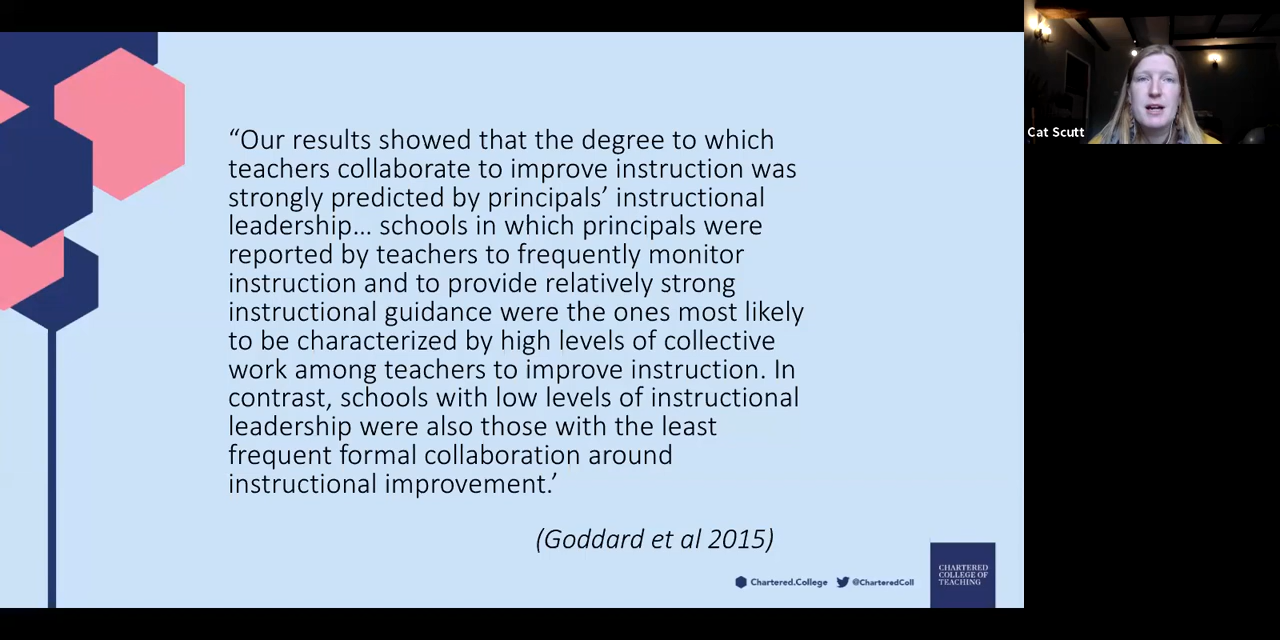 “Our results showed that the degree to which
teachers collaborate to improve instruction was
strongly predicted by principals’ instructional
leadership… schools in which principals were
reported by teachers to frequently monitor
instruction and to provide relatively strong
instructional guidance were the ones most likely
to be characterized by high levels of collective
work among teachers to improve instruction. In
contrast, schools with low levels of instructional
leadership were also those with the least
frequent formal collaboration around
instructional improvement.’
(Goddard et al 2015)
Chartered.College @CharteredColl
CHARTERED
COLLEGE OF
TEACHING
Cat Scutt